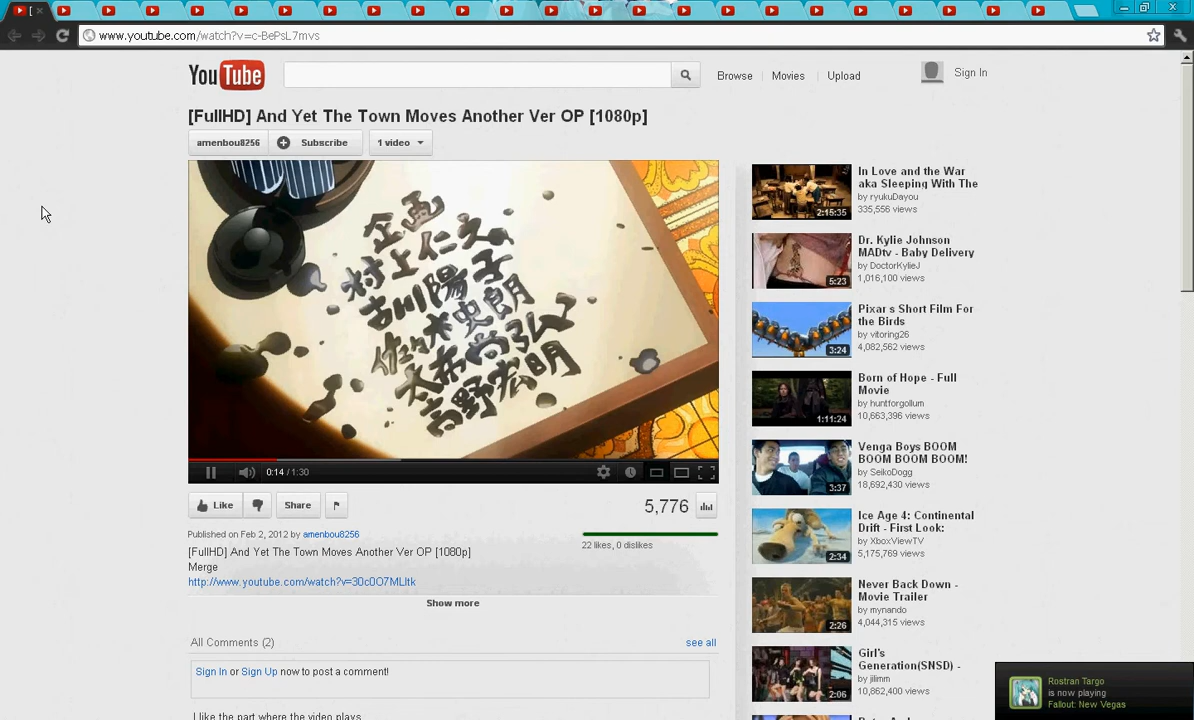 [
www.youtube.com/watch?v=c-BePsL7mvs
YouTube
Browse
Movies
Upload
Sign In
[FullHD] And Yet The Town Moves Another Ver OP [1080p]
amenbou8256
Subscribe
1 video
企画
村上仁之
古川陽子
佐々木史朗
大布尚弘
高野宏明
0:14 / 1:30
Like
Share
5,776
Published on Feb 2, 2012 by amenbou8256
22 likes, 0 dislikes
[FullHD] And Yet The Town Moves Another Ver OP [1080p]
Merge
Show more
All Comments (2)
see all
Sign In or Sign Up now to post a comment!
I like the part where the video plays
In Love and the War
aka Sleeping With The
by ryukuDayou
335,556 views
2:15:35
Dr. Kylie Johnson
MADtv - Baby Delivery
by DoctorKylieJ
1,016,100 views
5:23
Pixar s Short Film For
the Birds
by vitoring26
4,082,562 views
3:24
Born of Hope - Full
Movie
by huntforgollum
10,663,396 views
1:11:24
Venga Boys BOOM
BOOM BOOM BOOM!
by SeikoDogg
18,692,430 views
3:37
Ice Age 4: Continental
Drift - First Look:
by XboxViewTV
5,175,769 views
2:34
Never Back Down -
Movie Trailer
by mynando
4,044,315 views
2:26
Girl's
Generation(SNSD) -
by jilimm
10,862,400 views
2:06
Rostran Targo
is now playing
Fallout: New Vegas